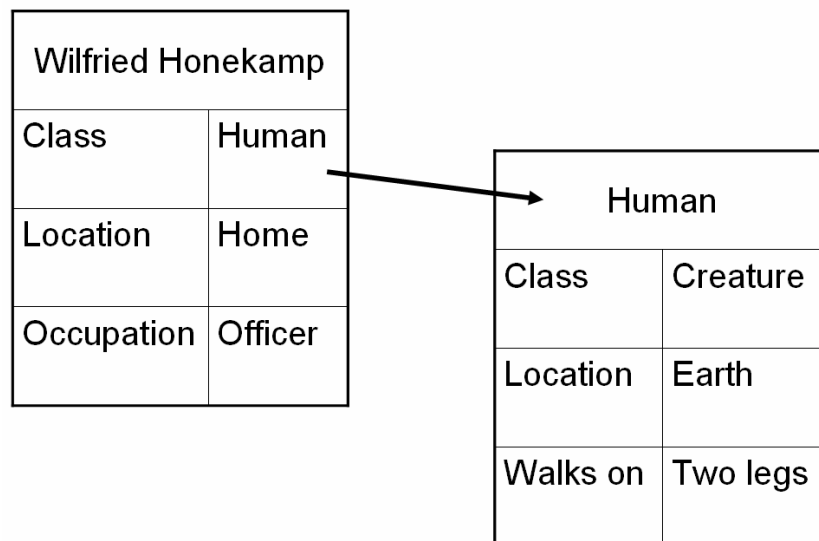 Wilfried Honekamp
Class Human
Location Home
Occupation Officer
Human
Class Creature
Location Earth
Walks on Two legs